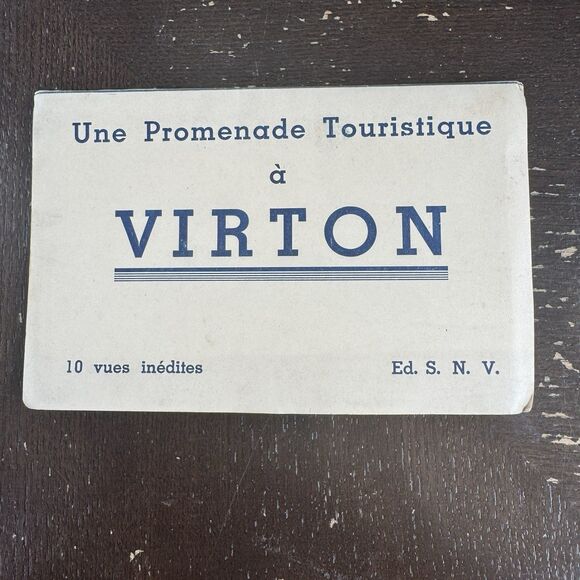 Une Promenade Touristique
à
VIRTON
10 vues inédites
Ed. S. N. V.